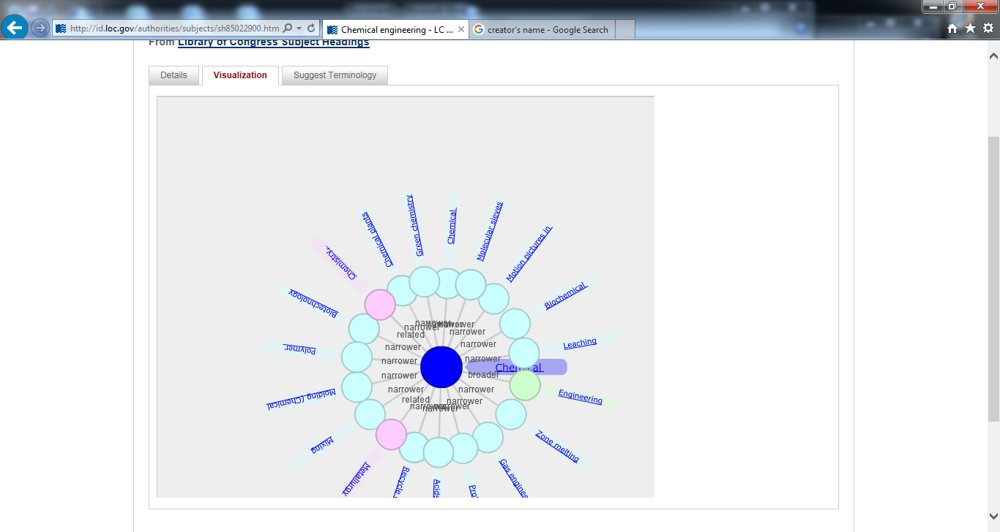 http://id.loc.gov/authorities/subjects/sh85022900.htm
Chemical engineering - LC ...
creator's name - Google Search
From Library of Congress Subject Headings
Details
Visualization
Suggest Terminology
Green chemistry
Chemical
Molecular sieves
Chemical plants
Motion pictures in
Chemistry,
Biochemical
Biotechnology
Leaching
Polymer
Chemical
Engineering
Molding (Chemical
Zone melting
Mixing
Gas enginee
Metallurgy
Recycle
Acids
Pro
narrower
narrower
narrower
narrower
narrower
related
narrower
narrower
narrower
narrower
narrower
broader
narrower
narrower
related
narrower
narrower
narrower
narrower